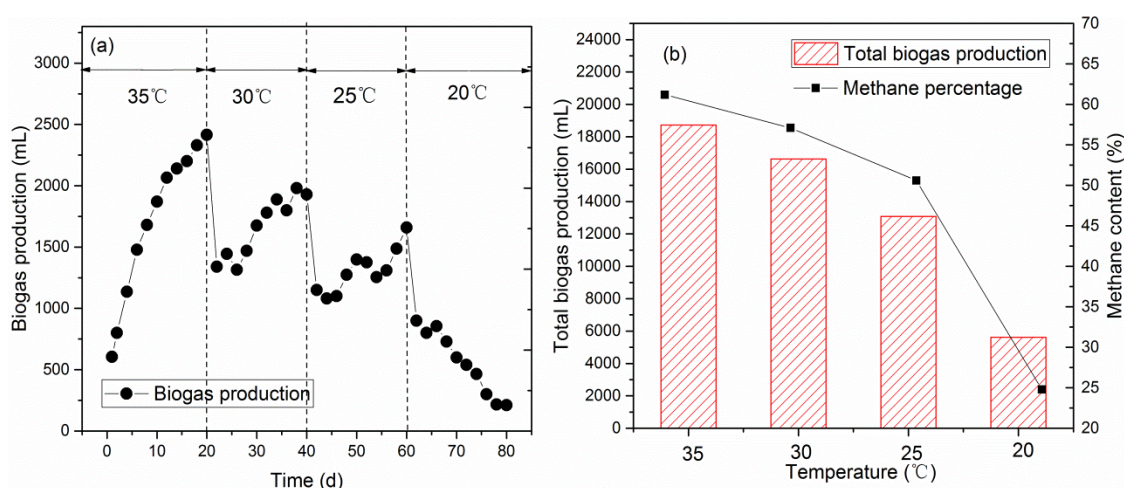 (a)
3000
2500
2000
1500
1000
500
0
Biogas production (mL)
35℃
30℃
25℃
20℃
Biogas production
0 10 20 30 40 50 60 70 80
Time (d)
(b)
24000
22000
20000
18000
16000
14000
12000
10000
8000
6000
4000
2000
0
Total biogas production (mL)
Total biogas production
Methane percentage
70
65
60
55
50
45
40
35
30
25
20
Methane content (%)
35 30 25 20
Temperature (℃)